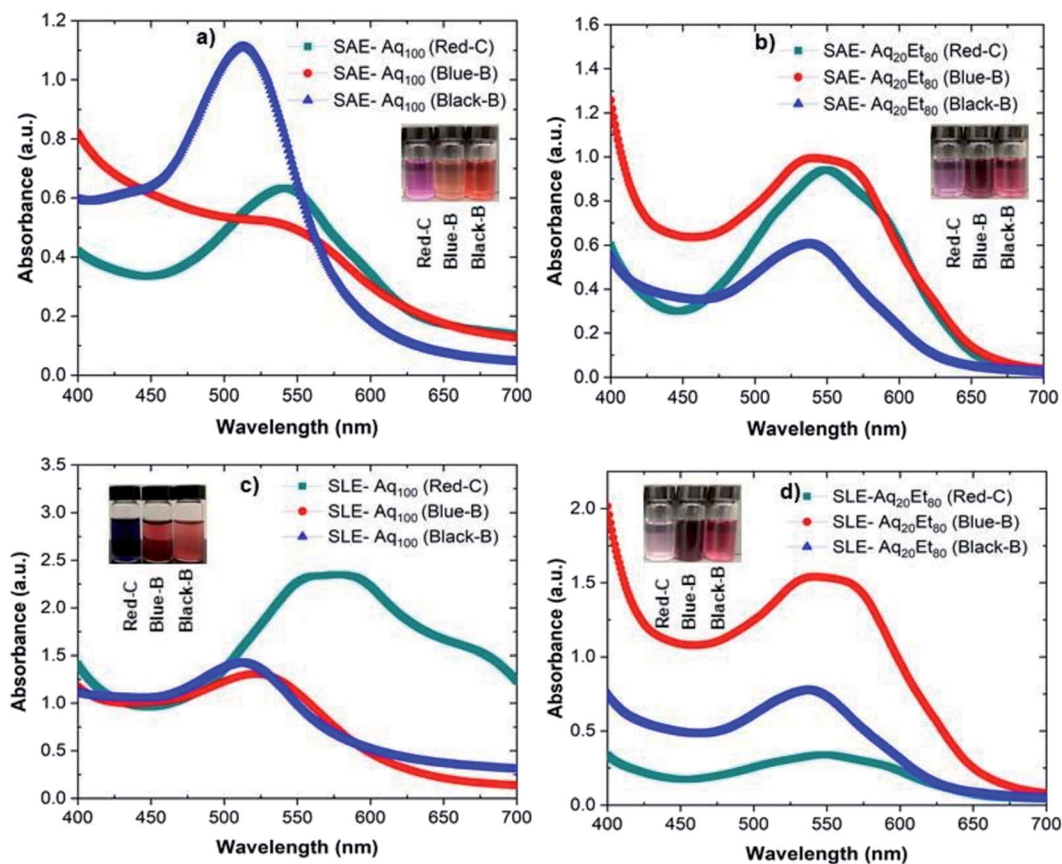 a)
SAE- Aq100 (Red-C)
SAE- Aq100 (Blue-B)
SAE- Aq100 (Black-B)
Red-C
Blue-B
Black-B
Absorbance (a.u.)
1.2
1.0
0.8
0.6
0.4
0.2
0.0
400 450 500 550 600 650 700
Wavelength (nm)
b)
SAE- Aq20Et80 (Red-C)
SAE- Aq20Et80 (Blue-B)
SAE- Aq20Et80 (Black-B)
Red-C
Blue-B
Black-B
Absorbance (a.u.)
1.6
1.4
1.2
1.0
0.8
0.6
0.4
0.2
0.0
400 450 500 550 600 650 700
Wavelength (nm)
c)
SLE- Aq100 (Red-C)
SLE- Aq100 (Blue-B)
SLE- Aq100 (Black-B)
Red-C
Blue-B
Black-B
Absorbance (a.u.)
3.5
3.0
2.5
2.0
1.5
1.0
0.5
0.0
400 450 500 550 600 650 700
Wavelength (nm)
d)
SLE-Aq20Et80 (Red-C)
SLE- Aq20Et80 (Blue-B)
SLE- Aq20Et80 (Black-B)
Red-C
Blue-B
Black-B
Absorbance (a.u.)
2.0
1.5
1.0
0.5
0.0
400 450 500 550 600 650 700
Wavelength (nm)